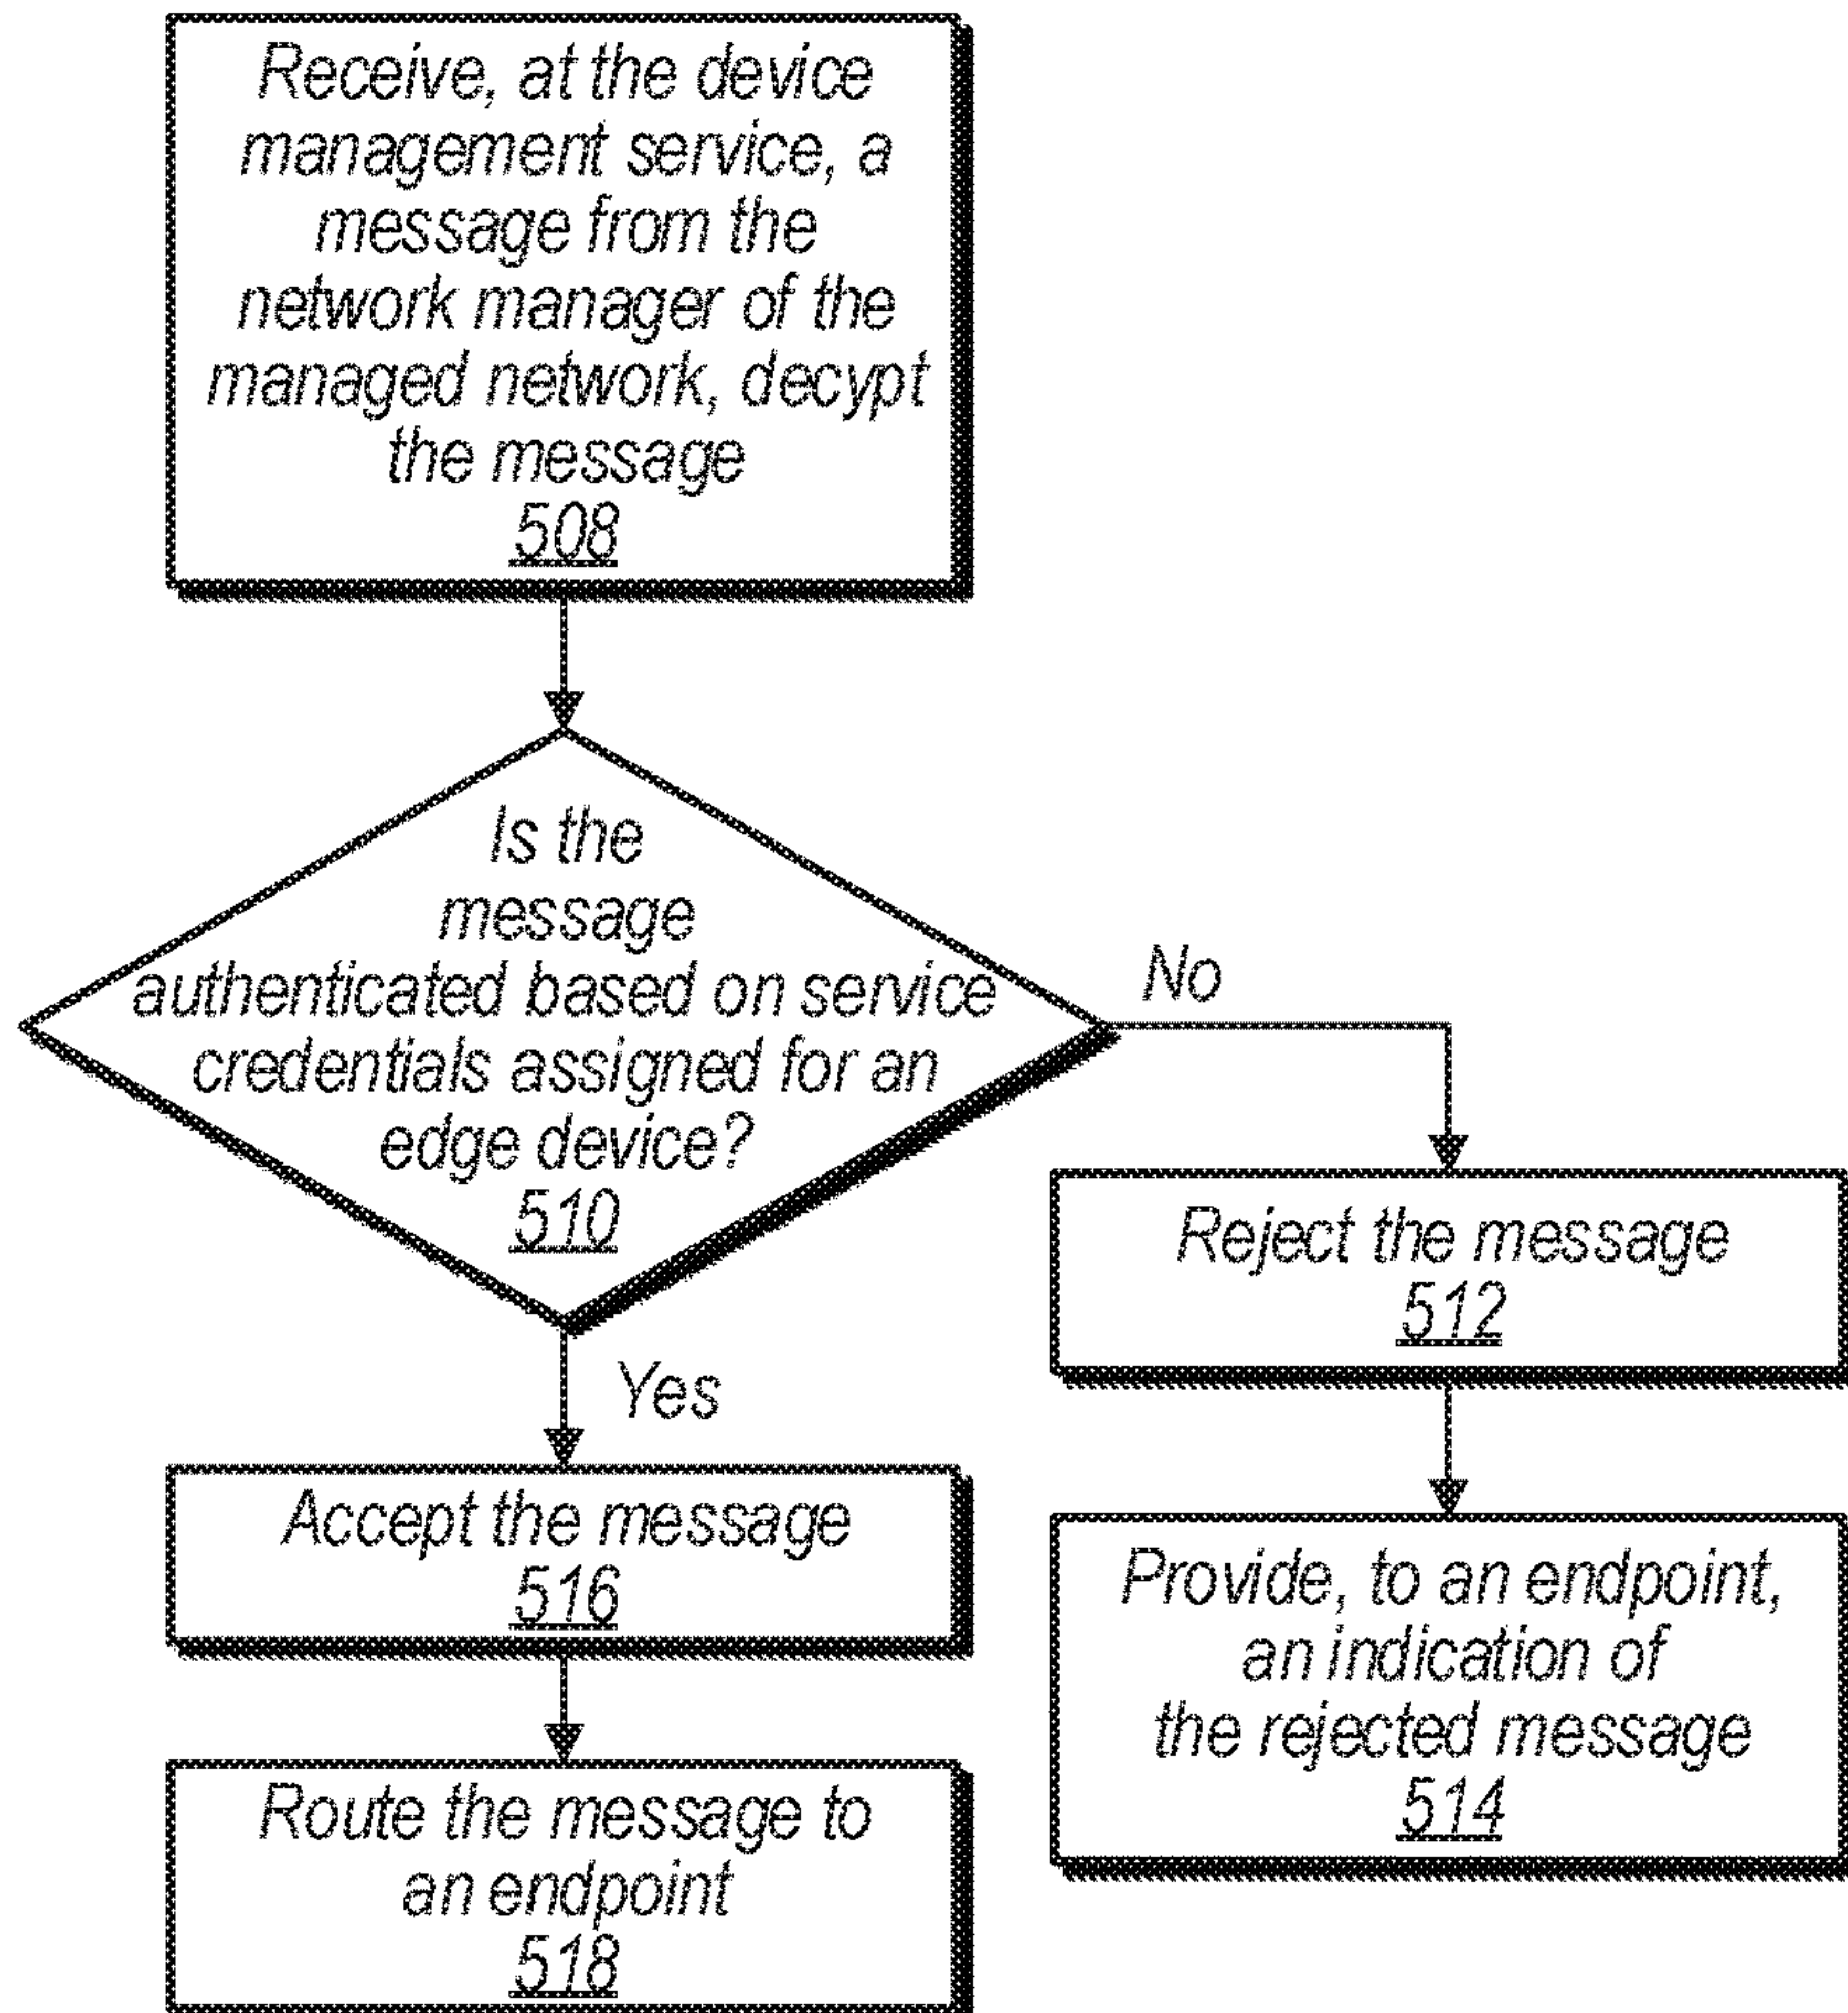 Receive, at the device
management service, a
message from the
network manager of the
managed network, decypt
the message
508
Is the
message
authenticated based on service
credentials assigned for an
edge device?
510
No
Reject the message
512
Provide, to an endpoint,
an indication of
the rejected message
514
Yes
Accept the message
516
Route the message to
an endpoint
518